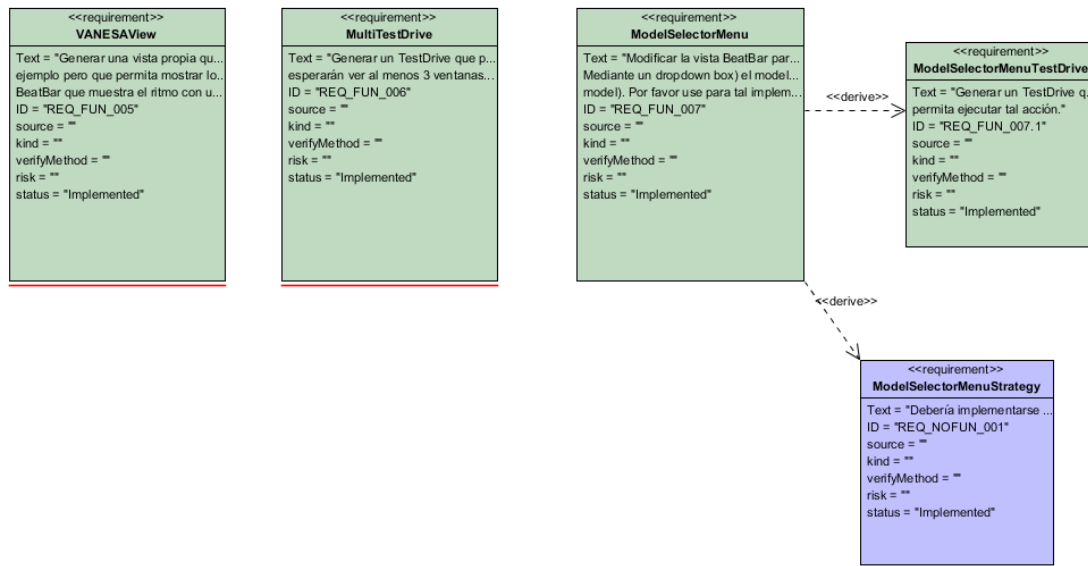 <<requirement>>
VANESAView
Text = "Generar una vista propia qu...
ejemplo pero que permita mostrar lo...
BeatBar que muestra el ritmo con u...
ID = "REQ_FUN_005"
source = ""
kind = ""
verifyMethod = ""
risk = ""
status = "Implemented"
<<requirement>>
MultiTestDrive
Text = "Generar un TestDrive que p...
esperarán ver al menos 3 ventanas...
ID = "REQ_FUN_006"
source = ""
kind = ""
verifyMethod = ""
risk = ""
status = "Implemented"
<<requirement>>
ModelSelectorMenu
Text = "Modificar la vista BeatBar par...
Mediante un dropdown box) el model...
model). Por favor use para tal implem...
ID = "REQ_FUN_007"
source = ""
kind = ""
verifyMethod = ""
risk = ""
status = "Implemented"
<<derive>>
<<requirement>>
ModelSelectorMenuTestDrive
Text = "Generar un TestDrive q...
permita ejecutar tal acción."
ID = "REQ_FUN_007.1"
source = ""
kind = ""
verifyMethod = ""
risk = ""
status = "Implemented"
<<derive>>
<<requirement>>
ModelSelectorMenuStrategy
Text = "Debería implementarse ...
ID = "REQ_NOFUN_001"
source = ""
kind = ""
verifyMethod = ""
risk = ""
status = "Implemented"